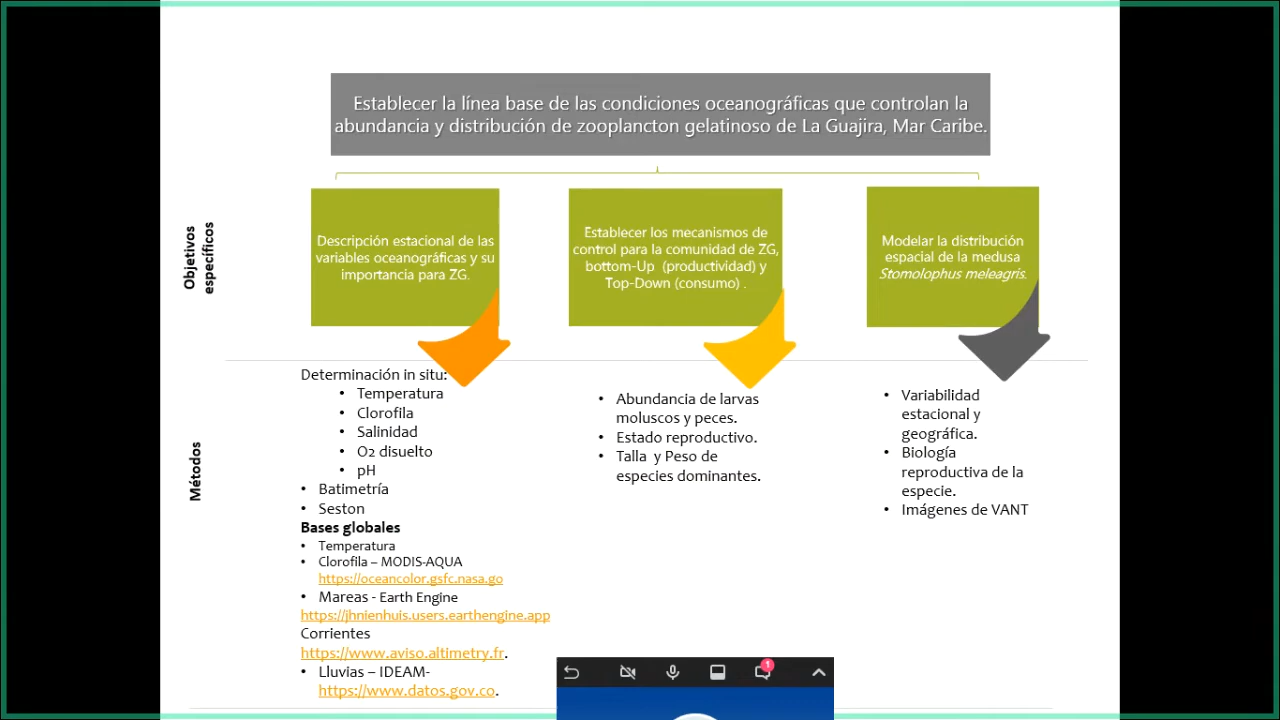 Establecer la línea base de las condiciones oceanográficas que controlan la
abundancia y distribución de zooplancton gelatinoso de La Guajira, Mar Caribe.
Objetivos
específicos
Descripción estacional de las
variables oceanográficas y su
importancia para ZG.
Establecer los mecanismos de
control para la comunidad de ZG,
bottom-Up (productividad) y
Top-Down (consumo) .
Modelar la distribución
espacial de la medusa
Stomolophus meleagris.
Métodos
Determinación in situ:
• Temperatura
• Clorofila
• Salinidad
• O2 disuelto
• pH
• Batimetría
• Seston
Bases globales
• Temperatura
• Clorofila – MODIS-AQUA
https://oceancolor.gsfc.nasa.go
• Mareas - Earth Engine
https://jhnienhuis.users.earthengine.app
Corrientes
https://www.aviso.altimetry.fr.
• Lluvias – IDEAM-
https://www.datos.gov.co.
• Abundancia de larvas
moluscos y peces.
• Estado reproductivo.
• Talla y Peso de
especies dominantes.
• Variabilidad
estacional y
geográfica.
• Biología
reproductiva de la
especie.
• Imágenes de VANT
1